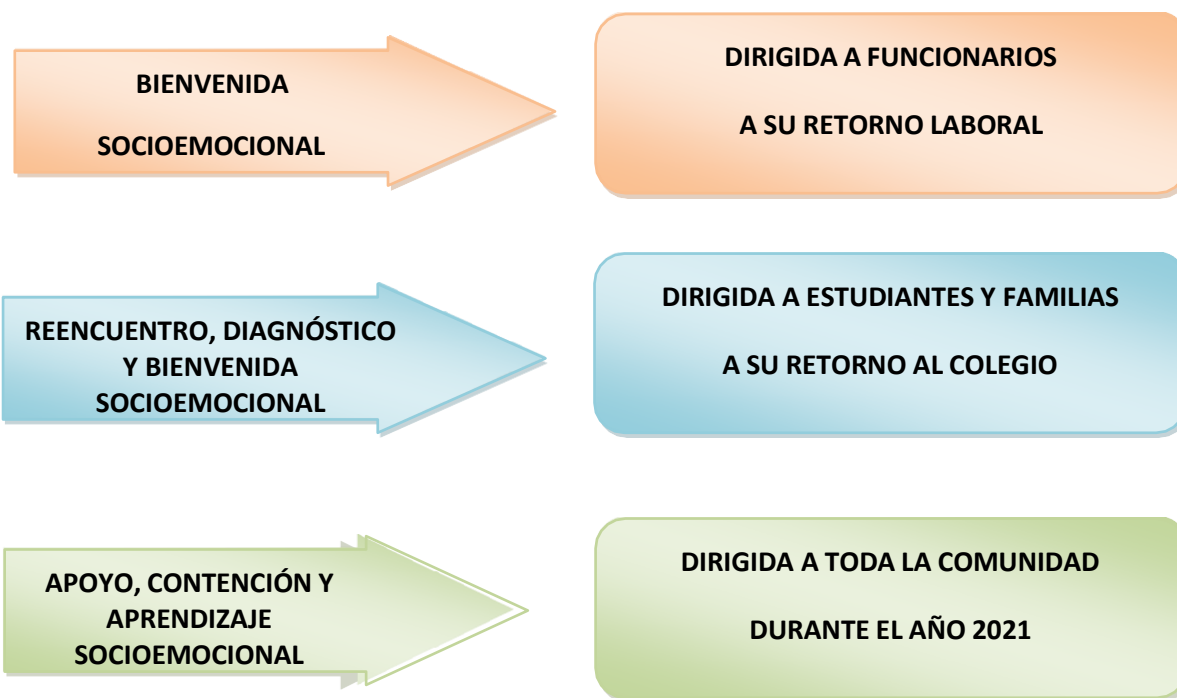 BIENVENIDA
SOCIOEMOCIONAL
DIRIGIDA A FUNCIONARIOS
A SU RETORNO LABORAL
REENCUENTRO, DIAGNÓSTICO
Y BIENVENIDA
SOCIOEMOCIONAL
DIRIGIDA A ESTUDIANTES Y FAMILIAS
A SU RETORNO AL COLEGIO
APOYO, CONTENCIÓN Y
APRENDIZAJE
SOCIOEMOCIONAL
DIRIGIDA A TODA LA COMUNIDAD
DURANTE EL AÑO 2021